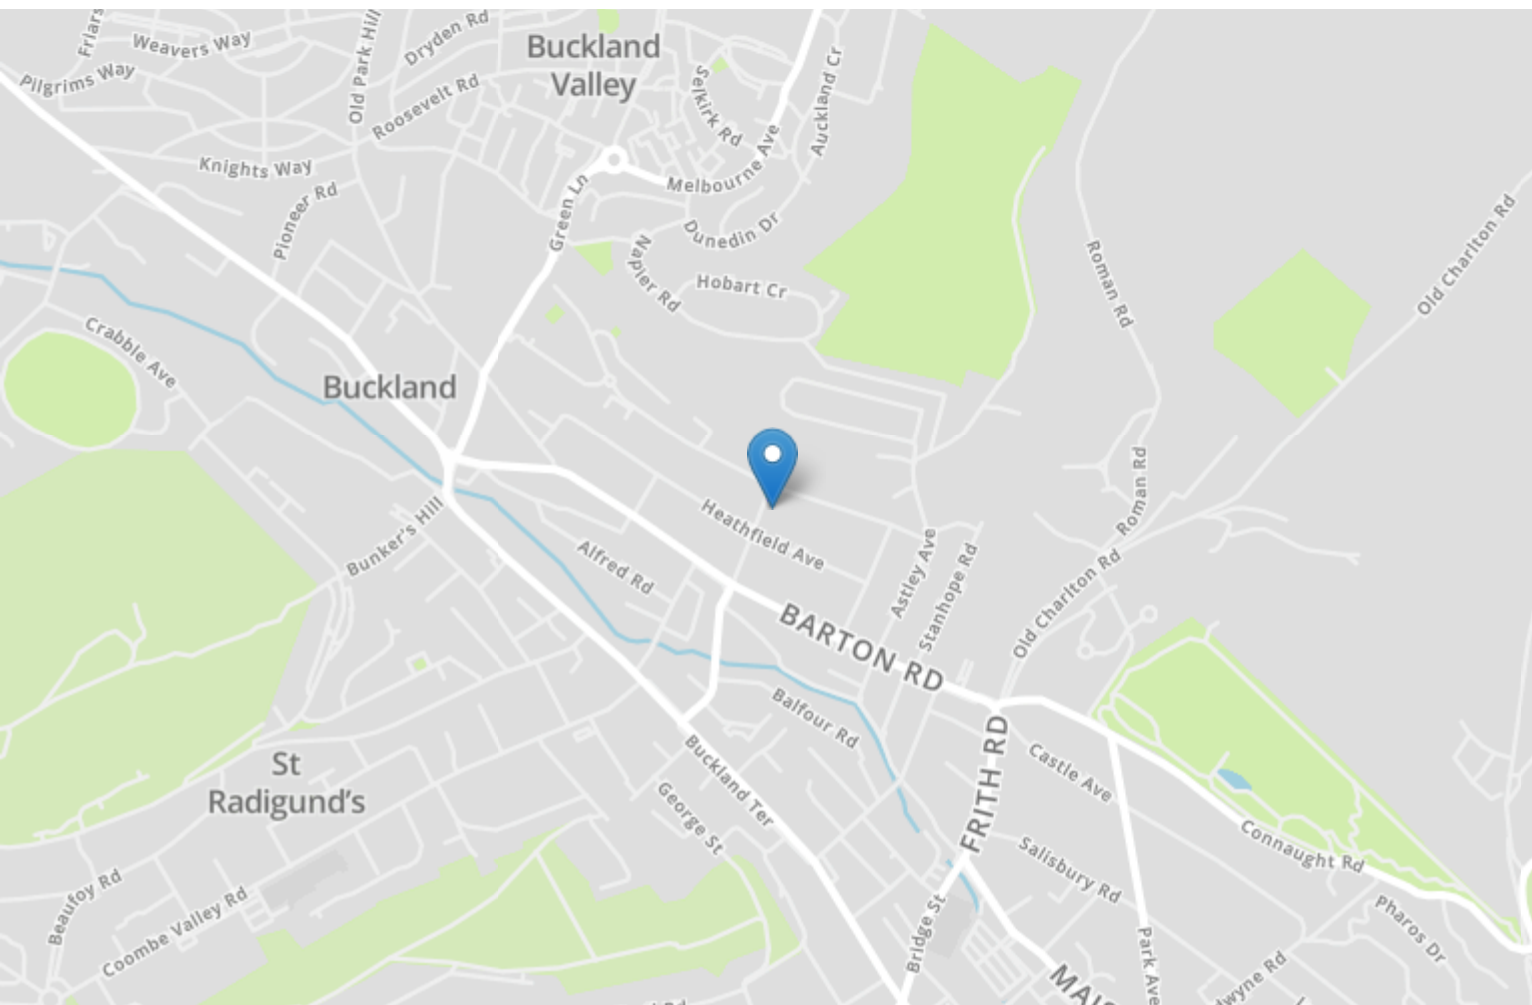 Friars
Weavers Way
Pilgrims Way
Old Park Hill
Dryden Rd
Roosevelt Rd
Buckland
Valley
Selkirk Rd
Auckland Cr
Melbourne Ave
Knights Way
Pioneer Rd
Green Ln
Dunedin Dr
Napier Rd
Hobart Cr
Roman Rd
Old Charlton Rd
Crabble Ave
Buckland
Roman Rd
Bunker's Hill
Heathfield Ave
Alfred Rd
Astley Ave
Stanhope Rd
Old Charlton Rd
BARTON RD
Balfour Rd
FRITH RD
Castle Ave
St
Radigund's
Buckland Ter
George St
Salisbury Rd
Connaught Rd
Beaufoy Rd
Coombe Valley Rd
Bridge St
Park Ave
Pharos Dr